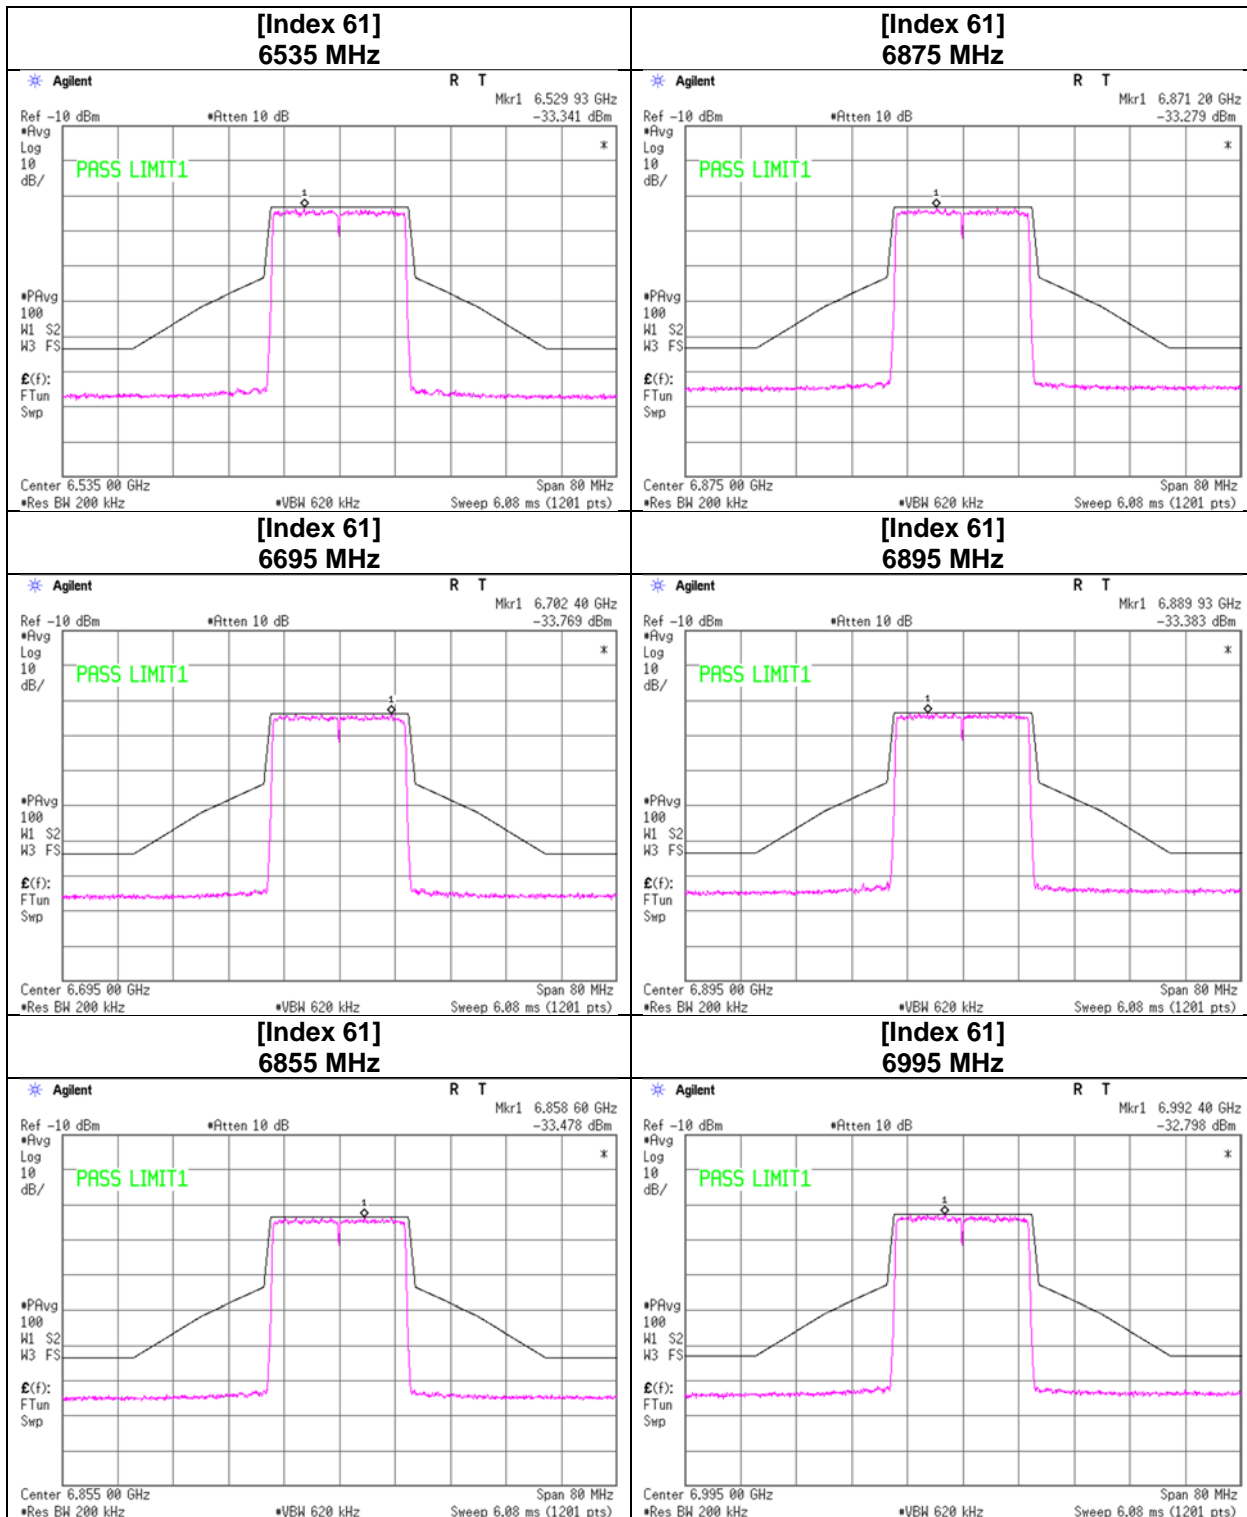 [Index 61]
6535 MHz
Agilent
R T
Mkr1 6.529 93 GHz
Ref -10 dBm
#Atten 10 dB
-33.341 dBm
#Avg
Log
10
dB/
*
PASS LIMIT1
1
#PAvg
100
W1 S2
W3 FS
£(f):
FTun
Swp
Center 6.535 00 GHz
Span 80 MHz
#Res BW 200 kHz
#VBW 620 kHz
Sweep 6.08 ms (1201 pts)
[Index 61]
6875 MHz
Agilent
R T
Mkr1 6.871 20 GHz
Ref -10 dBm
#Atten 10 dB
-33.279 dBm
#Avg
Log
10
dB/
*
PASS LIMIT1
1
#PAvg
100
W1 S2
W3 FS
£(f):
FTun
Swp
Center 6.875 00 GHz
Span 80 MHz
#Res BW 200 kHz
#VBW 620 kHz
Sweep 6.08 ms (1201 pts)
[Index 61]
6695 MHz
Agilent
R T
Mkr1 6.702 40 GHz
Ref -10 dBm
#Atten 10 dB
-33.769 dBm
#Avg
Log
10
dB/
*
PASS LIMIT1
1
#PAvg
100
W1 S2
W3 FS
£(f):
FTun
Swp
Center 6.695 00 GHz
Span 80 MHz
#Res BW 200 kHz
#VBW 620 kHz
Sweep 6.08 ms (1201 pts)
[Index 61]
6895 MHz
Agilent
R T
Mkr1 6.889 93 GHz
Ref -10 dBm
#Atten 10 dB
-33.383 dBm
#Avg
Log
10
dB/
*
PASS LIMIT1
1
#PAvg
100
W1 S2
W3 FS
£(f):
FTun
Swp
Center 6.895 00 GHz
Span 80 MHz
#Res BW 200 kHz
#VBW 620 kHz
Sweep 6.08 ms (1201 pts)
[Index 61]
6855 MHz
Agilent
R T
Mkr1 6.858 60 GHz
Ref -10 dBm
#Atten 10 dB
-33.478 dBm
#Avg
Log
10
dB/
*
PASS LIMIT1
1
#PAvg
100
W1 S2
W3 FS
£(f):
FTun
Swp
Center 6.855 00 GHz
Span 80 MHz
#Res BW 200 kHz
#VBW 620 kHz
Sweep 6.08 ms (1201 pts)
[Index 61]
6995 MHz
Agilent
R T
Mkr1 6.992 40 GHz
Ref -10 dBm
#Atten 10 dB
-32.798 dBm
#Avg
Log
10
dB/
*
PASS LIMIT1
1
#PAvg
100
W1 S2
W3 FS
£(f):
FTun
Swp
Center 6.995 00 GHz
Span 80 MHz
#Res BW 200 kHz
#VBW 620 kHz
Sweep 6.08 ms (1201 pts)